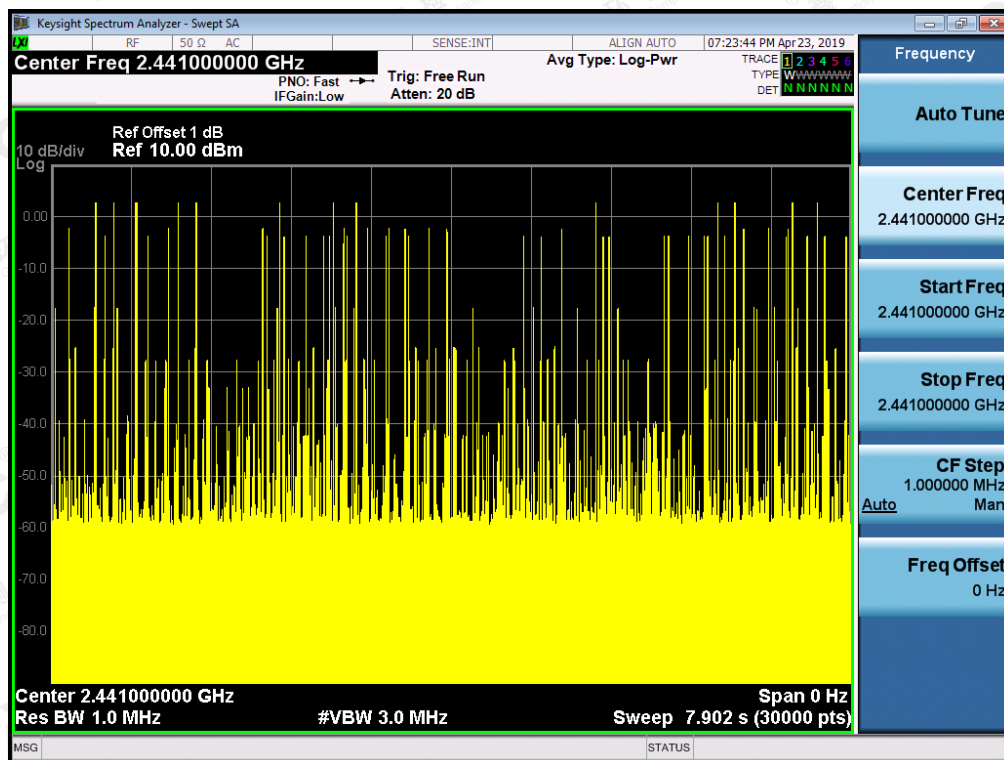 Keysight Spectrum Analyzer - Swept SA
LXI RF 50 Ω AC SENSE:INT ALIGN AUTO 07:23:44 PM Apr 23, 2019
Center Freq 2.441000000 GHz
PNO: Fast
IFGain:Low
Trig: Free Run
Atten: 20 dB
Avg Type: Log-Pwr
TRACE 1 2 3 4 5 6
TYPE WWWWWW
DET N N N N N N
Ref Offset 1 dB
10 dB/div Ref 10.00 dBm
Log
0.00
-10.0
-20.0
-30.0
-40.0
-50.0
-60.0
-70.0
-80.0
Center 2.441000000 GHz Span 0 Hz
Res BW 1.0 MHz #VBW 3.0 MHz Sweep 7.902 s (30000 pts)
MSG STATUS
Frequency
Auto Tune
Center Freq
2.441000000 GHz
Start Freq
2.441000000 GHz
Stop Freq
2.441000000 GHz
CF Step
1.000000 MHz
Auto Man
Freq Offset
0 Hz